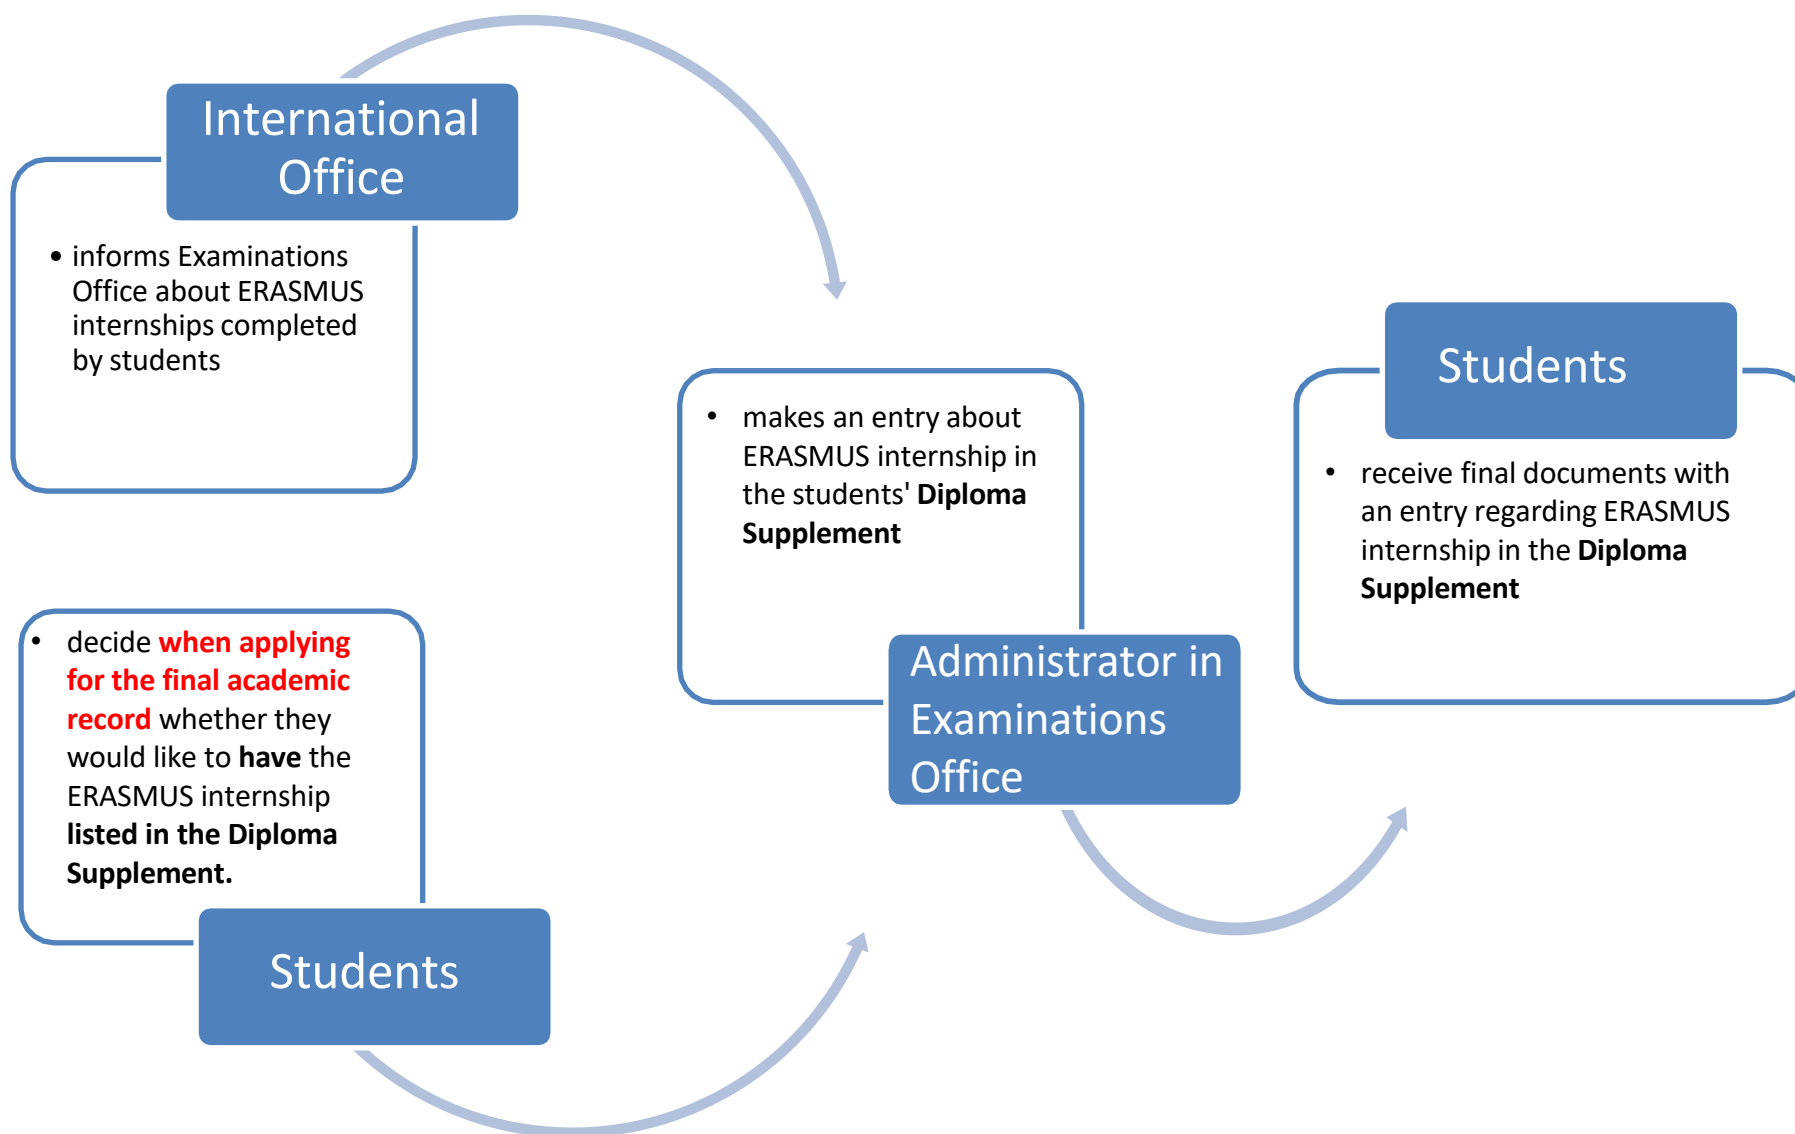 International
Office
• informs Examinations
Office about ERASMUS
internships completed
by students
• decide when applying
for the final academic
record whether they
would like to have the
ERASMUS internship
listed in the Diploma
Supplement.
Students
• makes an entry about
ERASMUS internship in
the students' Diploma
Supplement
Administrator in
Examinations
Office
Students
• receive final documents with
an entry regarding ERASMUS
internship in the Diploma
Supplement